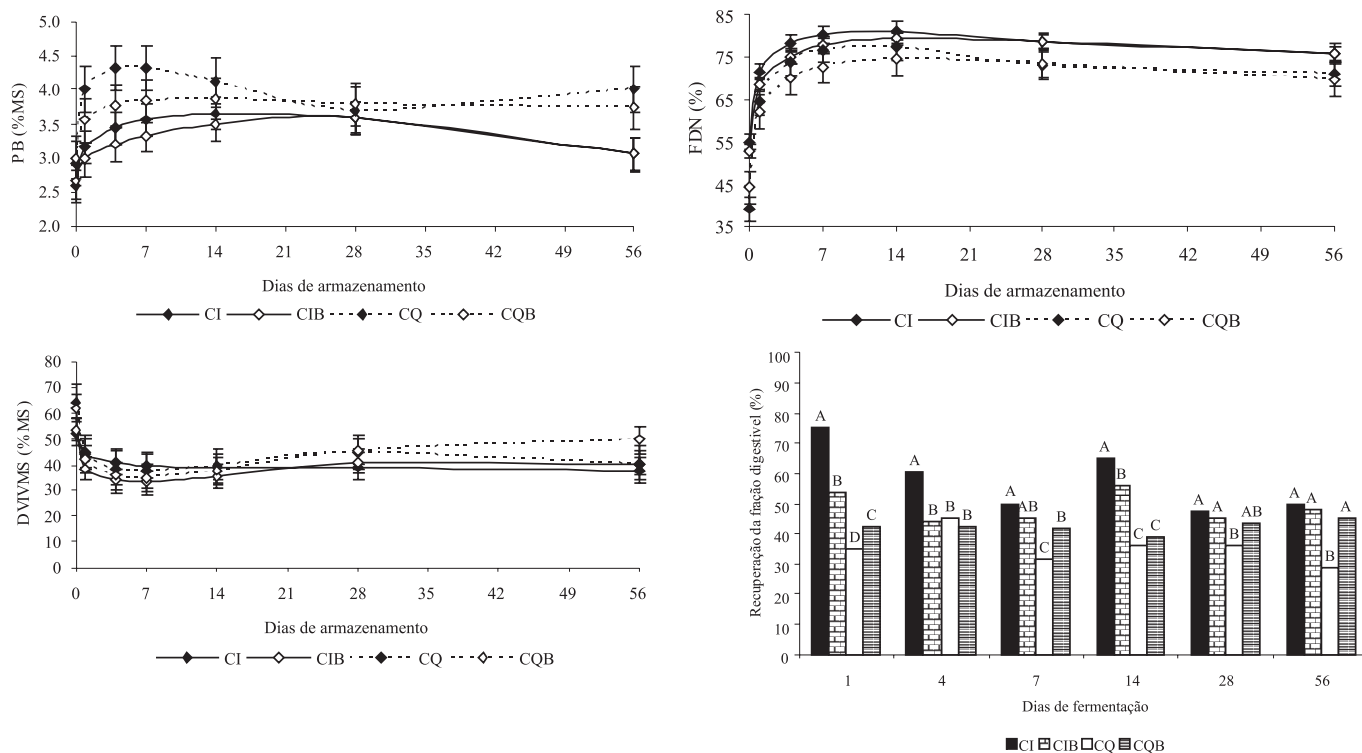 PB (%MS)
5.0
4.5
4.0
3.5
3.0
2.5
2.0
0 7 14 21 28 35 42 49 56
Dias de armazenamento
CI CIB CQ CQB
FDN (%)
85
75
65
55
45
35
0 7 14 21 28 35 42 49 56
Dias de armazenamento
CI CIB CQ CQB
DVIVMS (%MS)
80
70
60
50
40
30
20
10
0
0 7 14 21 28 35 42 49 56
Dias de armazenamento
CI CIB CQ CQB
Recuperação da fração digestivel (%)
100
90
80
70
60
50
40
30
20
10
0
A B D C
A B B B
A AB C B
A B C C
A A B AB
A A B A
1 4 7 14 28 56
Dias de fermentação
CI CIB CQ CQB